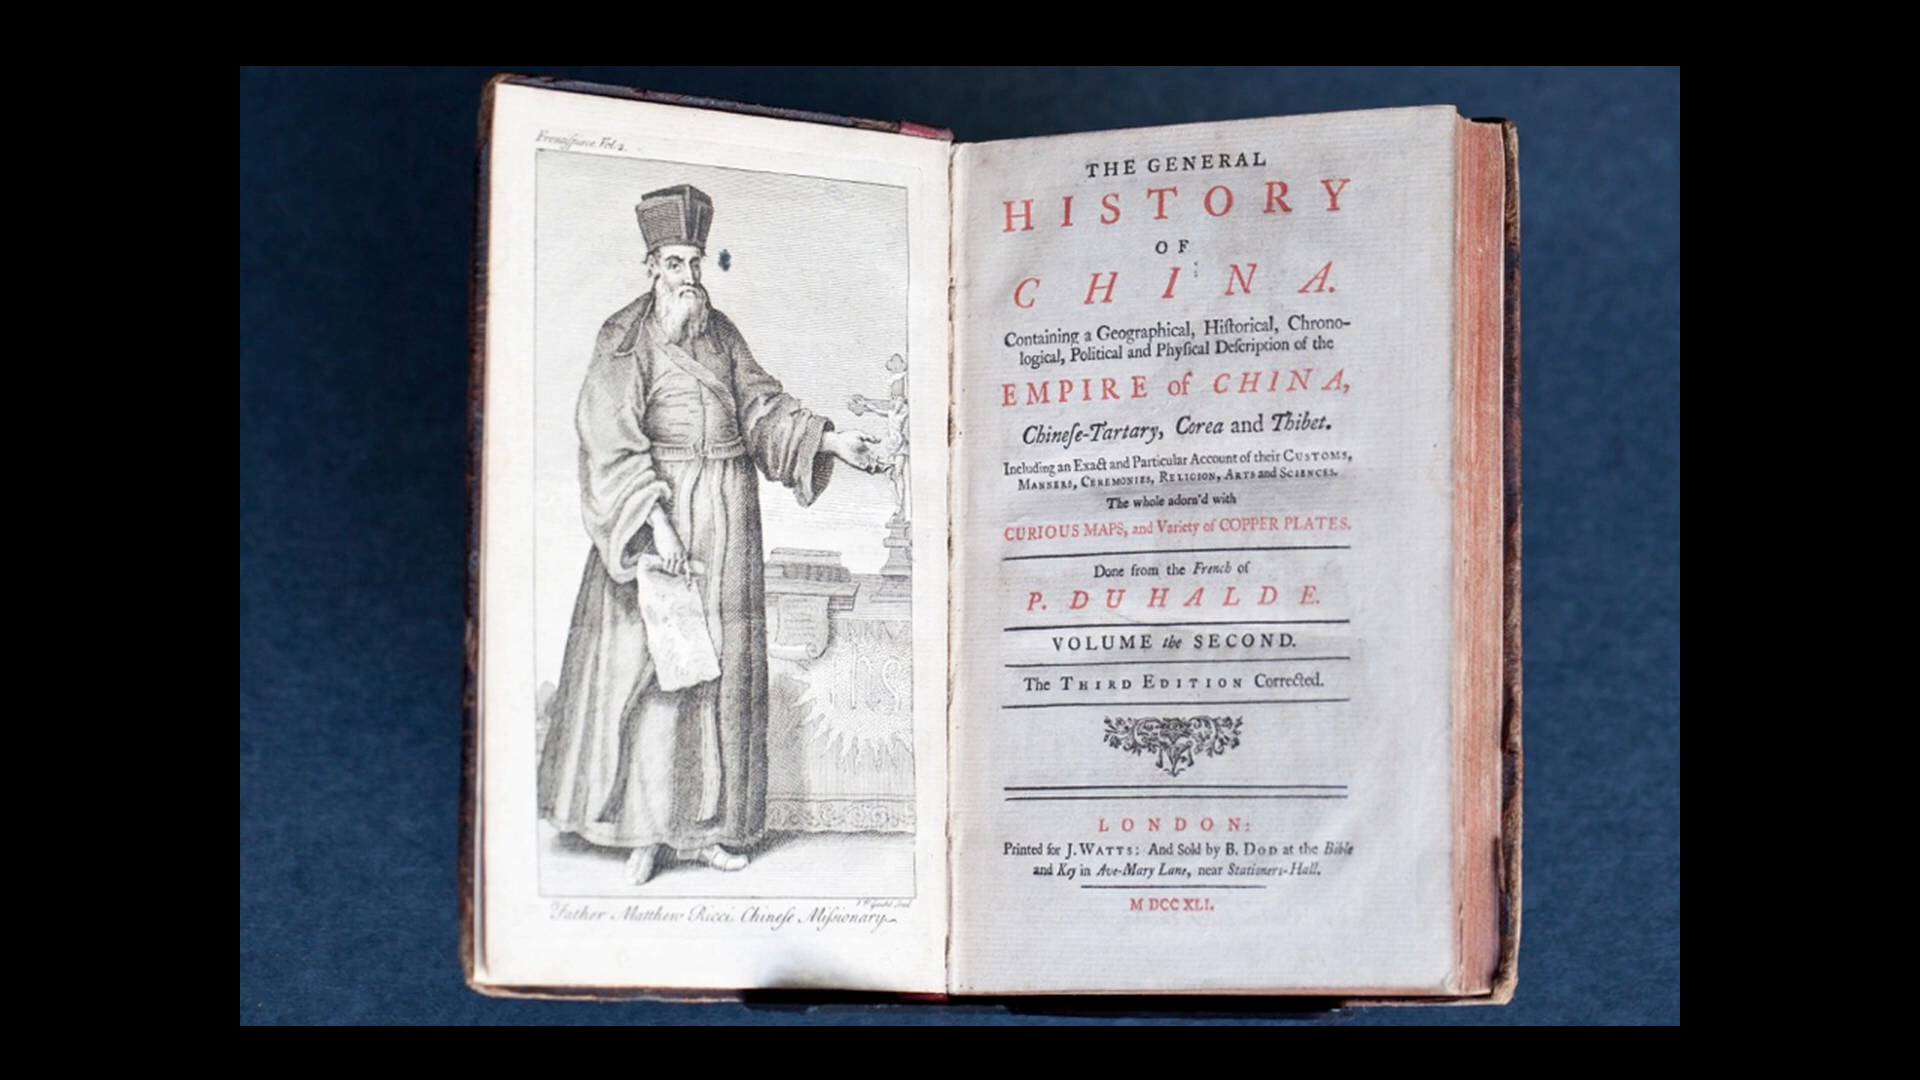 Frontispiece Vol. 2.
Father Matthew Ricci, Chineſe Miſsionary
THE GENERAL
HISTORY
OF
CHINA.
Containing a Geographical, Hiſtorical, Chrono-
logical, Political and Phyſical Deſcription of the
EMPIRE of CHINA,
Chineſe-Tartary, Corea and Thibet.
Including an Exact and Particular Account of their CUSTOMS,
MANNERS, CEREMONIES, RELIGION, ARTS and SCIENCES.
The whole adorn'd with
CURIOUS MAPS, and Variety of COPPER PLATES.
Done from the French of
P. DU HALDE.
VOLUME the SECOND.
The THIRD EDITION Corrected.
LONDON:
Printed for J. WATTS: And Sold by B. DOD at the Bible
and Key in Ave-Mary Lane, near Stationers-Hall.
MDCCXLI.